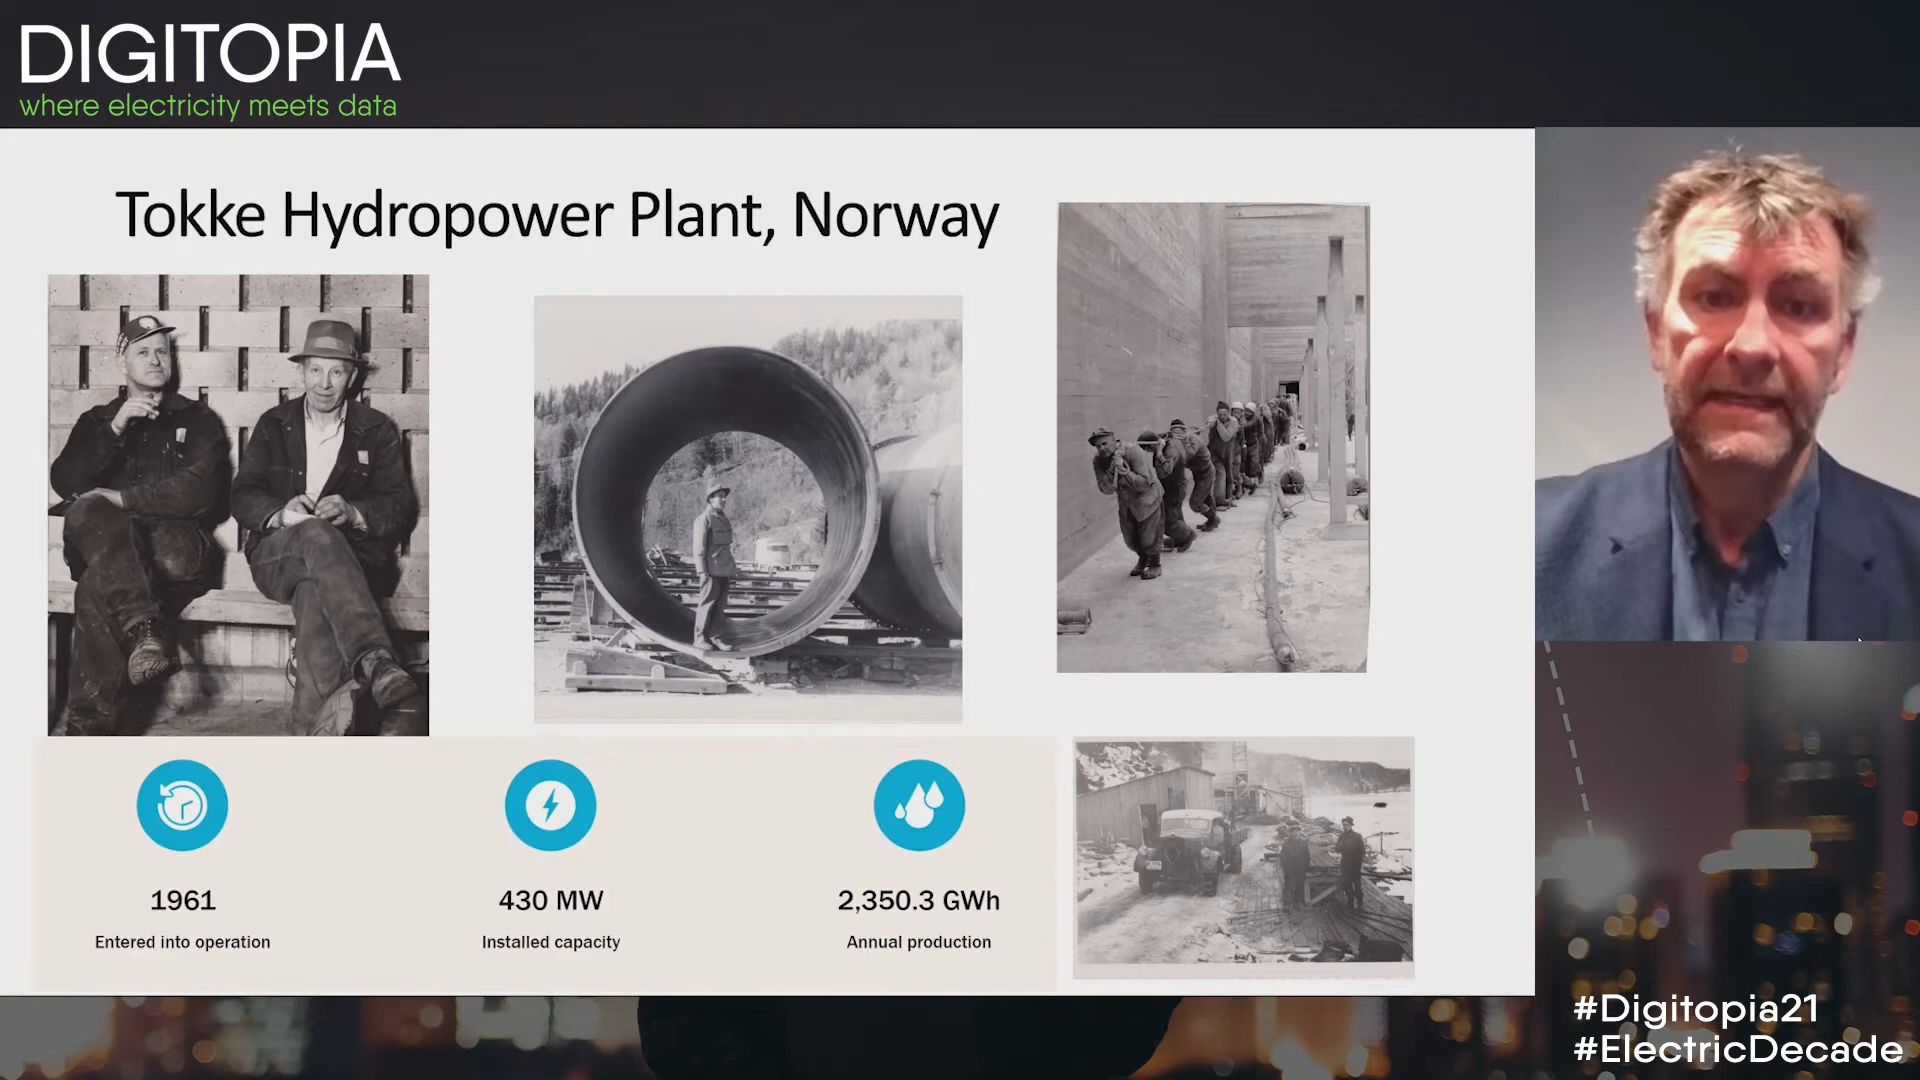 DIGITOPIA
where electricity meets data
Tokke Hydropower Plant, Norway
1961
Entered into operation
430 MW
Installed capacity
2,350.3 GWh
Annual production
#Digitopia21
#ElectricDecade